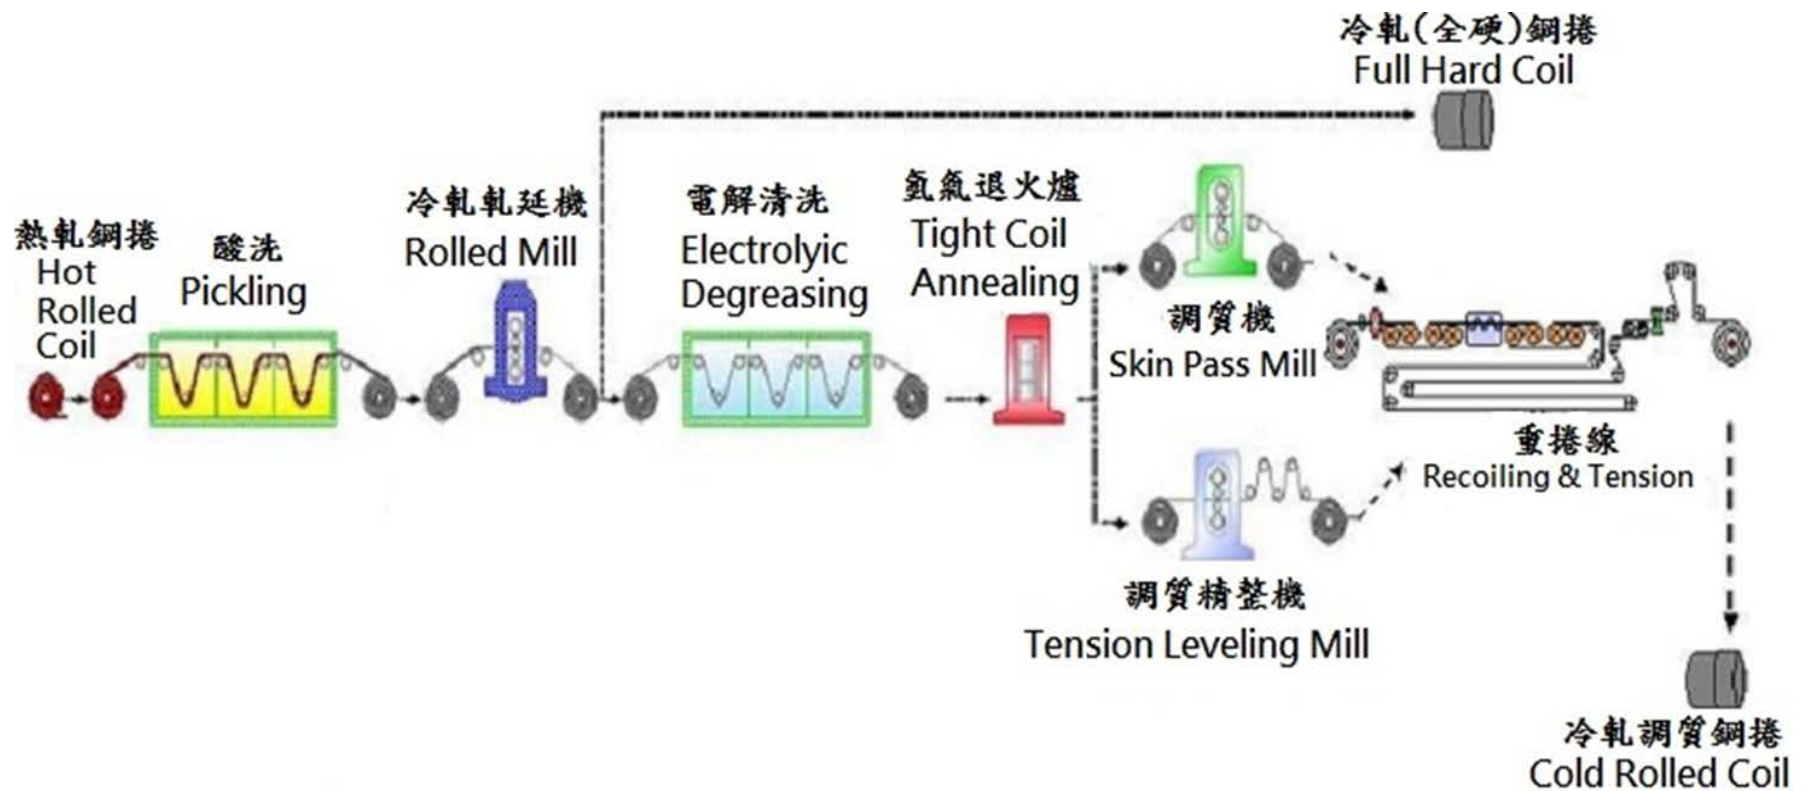 冷軋(全硬)鋼捲
Full Hard Coil
熱軋鋼捲
Hot
Rolled
Coil
酸洗
Pickling
冷軋軋延機
Rolled Mill
電解清洗
Electrolyic
Degreasing
氫氣退火爐
Tight Coil
Annealing
調質機
Skin Pass Mill
調質精整機
Tension Leveling Mill
重捲線
Recoiling & Tension
冷軋調質鋼捲
Cold Rolled Coil